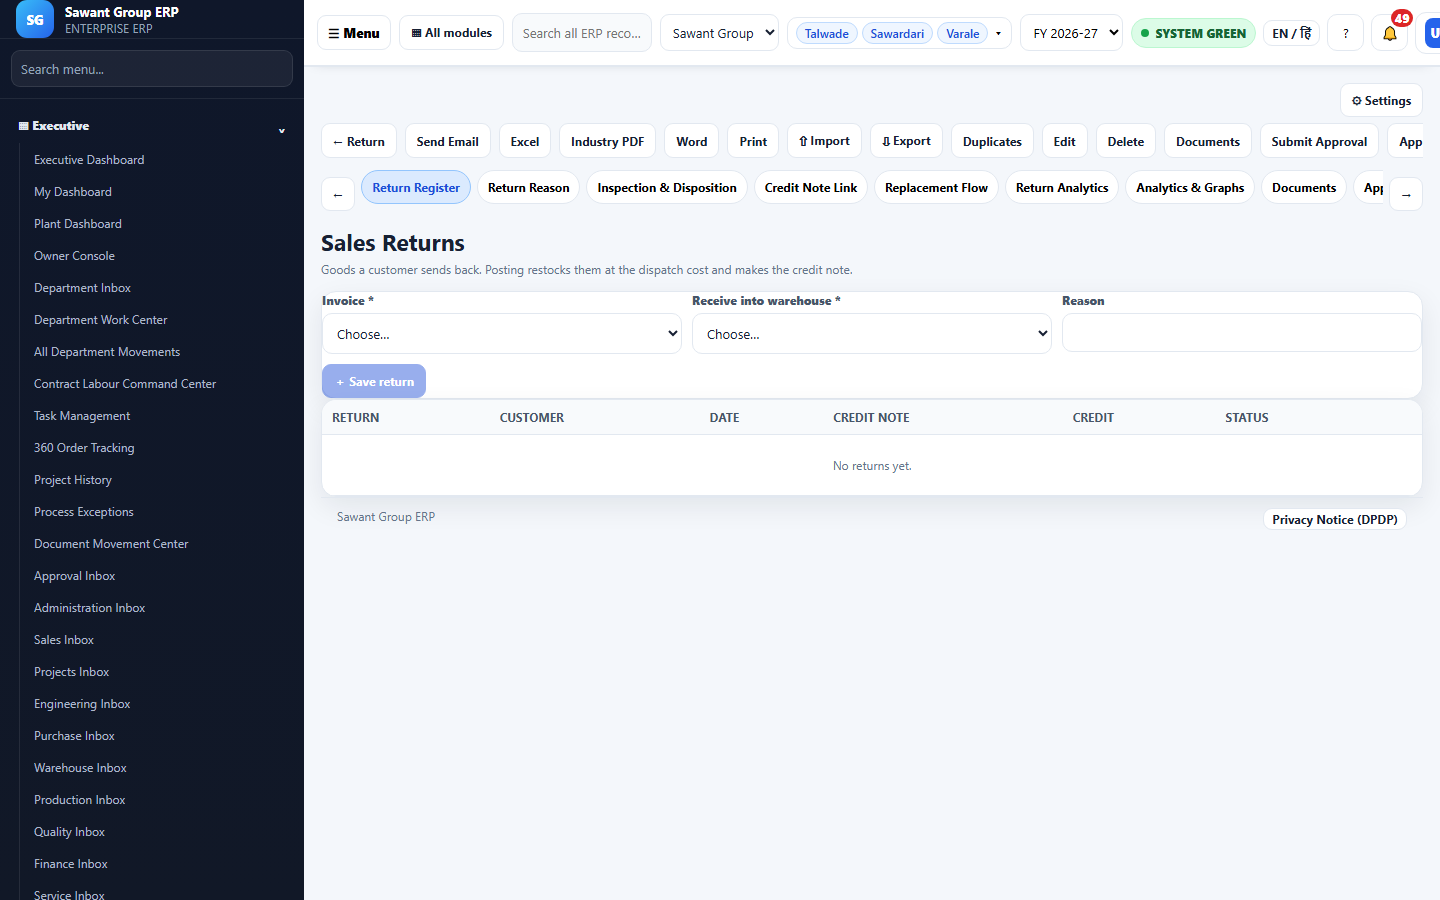 SG
Sawant Group ERP
ENTERPRISE ERP
Search menu...
Executive
Executive Dashboard
My Dashboard
Plant Dashboard
Owner Console
Department Inbox
Department Work Center
All Department Movements
Contract Labour Command Center
Task Management
360 Order Tracking
Project History
Process Exceptions
Document Movement Center
Approval Inbox
Administration Inbox
Sales Inbox
Projects Inbox
Engineering Inbox
Purchase Inbox
Warehouse Inbox
Production Inbox
Quality Inbox
Finance Inbox
Service Inbox
☰ Menu
All modules
Search all ERP reco...
Sawant Group
Talwade
Sawardari
Varale
FY 2026-27
SYSTEM GREEN
EN / हिं
?
49
U
⚙ Settings
← Return
Send Email
Excel
Industry PDF
Word
Print
⇧ Import
⇩ Export
Duplicates
Edit
Delete
Documents
Submit Approval
App
←
Return Register
Return Reason
Inspection & Disposition
Credit Note Link
Replacement Flow
Return Analytics
Analytics & Graphs
Documents
App
→
Sales Returns
Goods a customer sends back. Posting restocks them at the dispatch cost and makes the credit note.
Invoice *
Receive into warehouse *
Reason
Choose...
Choose...
+ Save return
RETURN
CUSTOMER
DATE
CREDIT NOTE
CREDIT
STATUS
No returns yet.
Sawant Group ERP
Privacy Notice (DPDP)